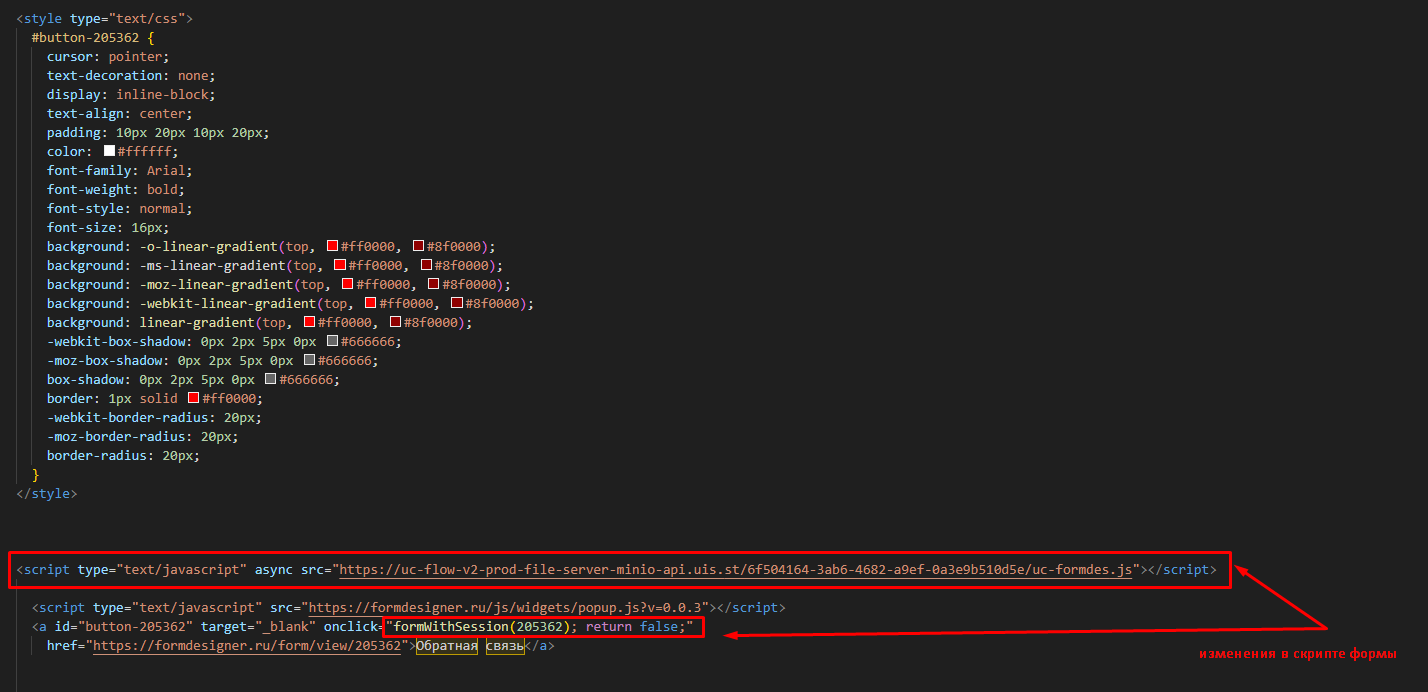 <style type="text/css">
#button-205362 {
cursor: pointer;
text-decoration: none;
display: inline-block;
text-align: center;
padding: 10px 20px 10px 20px;
color: #ffffff;
font-family: Arial;
font-weight: bold;
font-style: normal;
font-size: 16px;
background: -o-linear-gradient(top, #ff0000, #8f0000);
background: -ms-linear-gradient(top, #ff0000, #8f0000);
background: -moz-linear-gradient(top, #ff0000, #8f0000);
background: -webkit-linear-gradient(top, #ff0000, #8f0000);
background: linear-gradient(top, #ff0000, #8f0000);
-webkit-box-shadow: 0px 2px 5px 0px #666666;
-moz-box-shadow: 0px 2px 5px 0px #666666;
box-shadow: 0px 2px 5px 0px #666666;
border: 1px solid #ff0000;
-webkit-border-radius: 20px;
-moz-border-radius: 20px;
border-radius: 20px;
}
</style>
<script type="text/javascript" async src="https://uc-flow-v2-prod-file-server-minio-api.uis.st/6f504164-3ab6-4682-a9ef-0a3e9b510d5e/uc-formdes.js"></script>
<script type="text/javascript" src="https://formdesigner.ru/js/widgets/popup.js?v=0.0.3"></script>
<a id="button-205362" target="_blank" onclick="formWithSession(205362); return false;"
href="https://formdesigner.ru/form/view/205362">Обратная связь</a>
изменения в скрипте формы